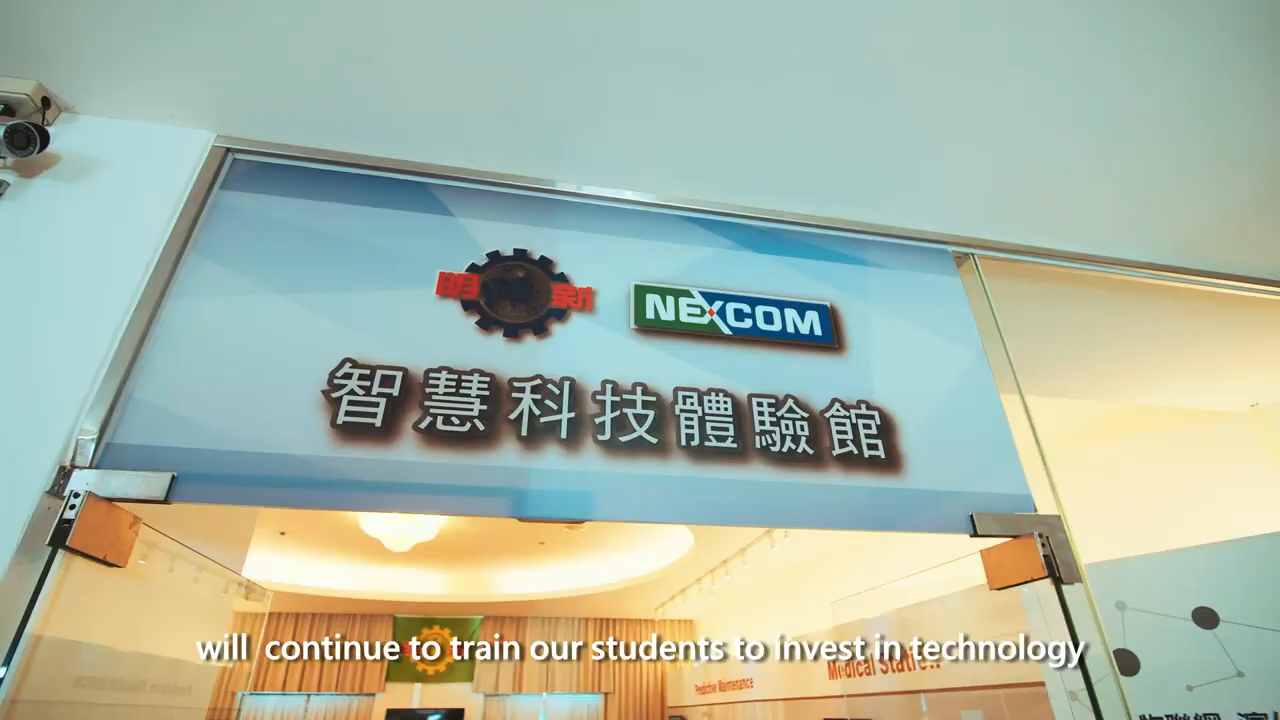 明新
NEXCOM
智慧科技體驗館
will continue to train our students to invest in technology
Predictive Maintenance
Medical